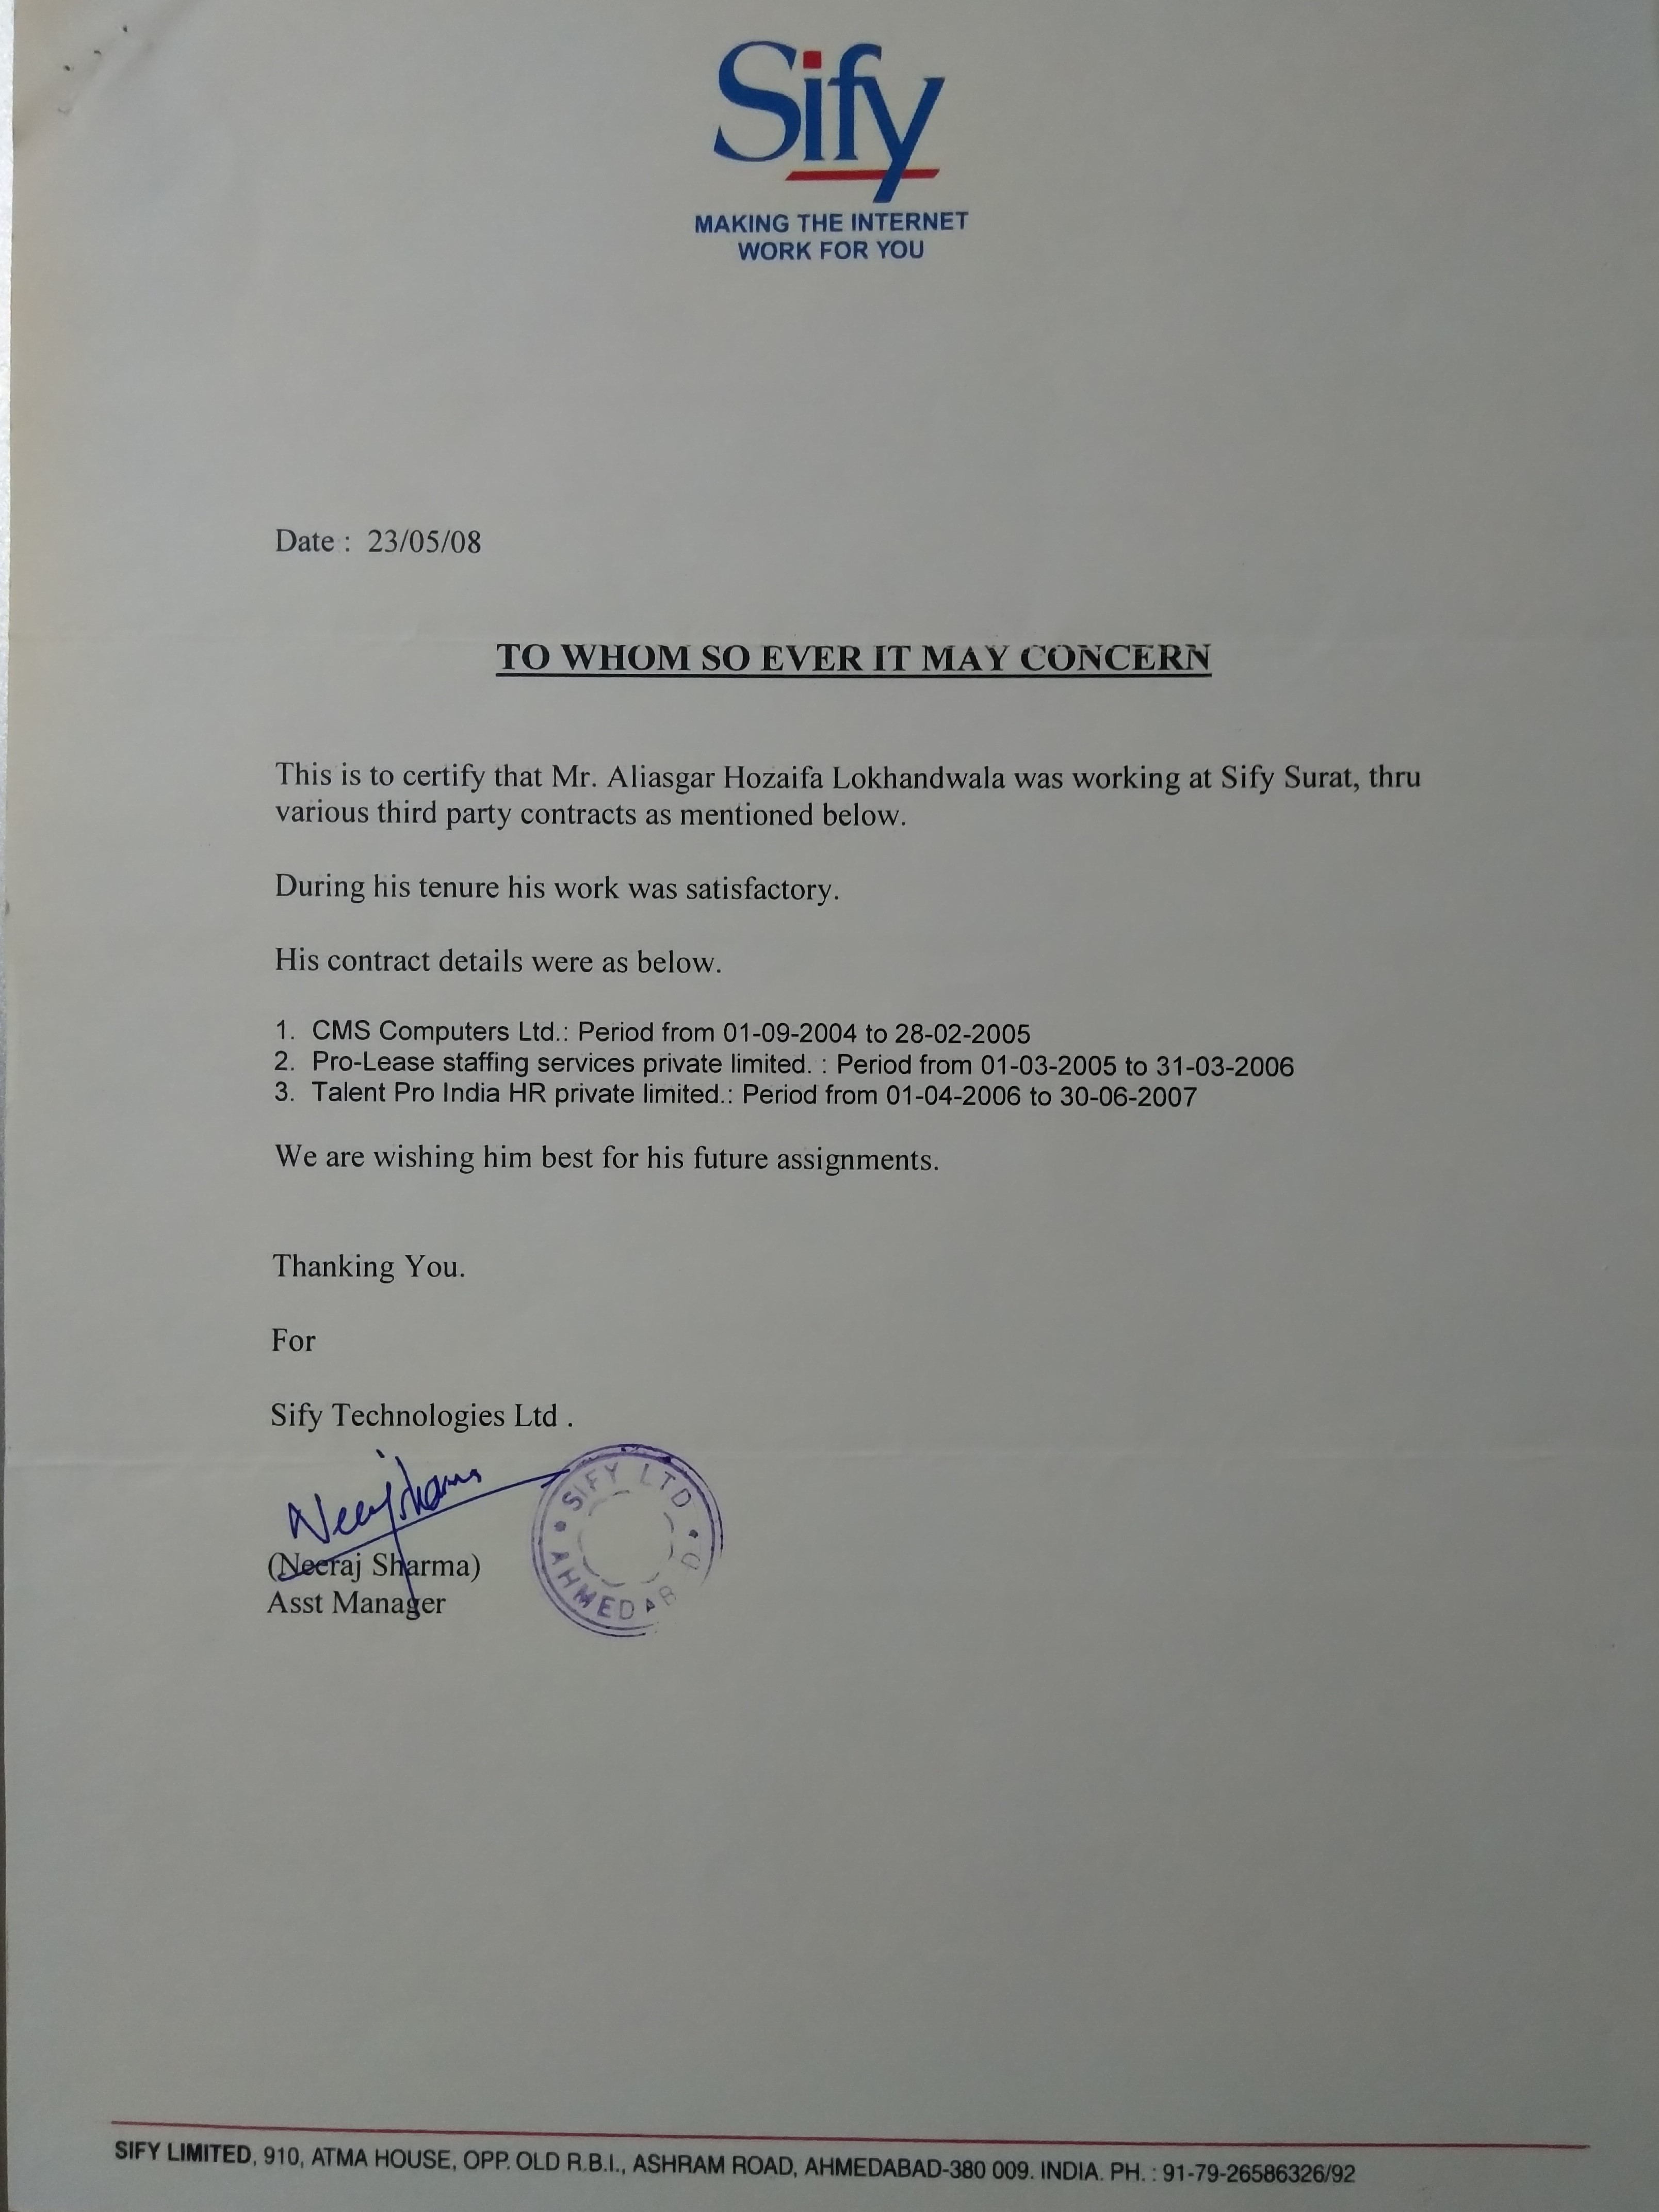 Sify
MAKING THE INTERNET
WORK FOR YOU
Date : 23/05/08
TO WHOM SO EVER IT MAY CONCERN
This is to certify that Mr. Aliasgar Hozaifa Lokhandwala was working at Sify Surat, thru
various third party contracts as mentioned below.
During his tenure his work was satisfactory.
His contract details were as below.
1. CMS Computers Ltd.: Period from 01-09-2004 to 28-02-2005
2. Pro-Lease staffing services private limited. : Period from 01-03-2005 to 31-03-2006
3. Talent Pro India HR private limited.: Period from 01-04-2006 to 30-06-2007
We are wishing him best for his future assignments.
Thanking You.
For
Sify Technologies Ltd .
SIFY LTD
AHMEDAB D
(Neeraj Sharma)
Asst Manager
SIFY LIMITED, 910, ATMA HOUSE, OPP. OLD R.B.I., ASHRAM ROAD, AHMEDABAD-380 009. INDIA. PH. : 91-79-26586326/92